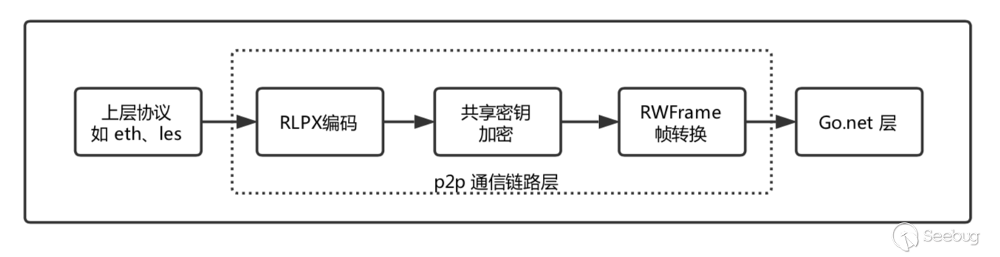 上层协议
如 eth、les
RLPX编码
共享密钥
加密
RWFrame
帧转换
Go.net 层
p2p 通信链路层
Seebug